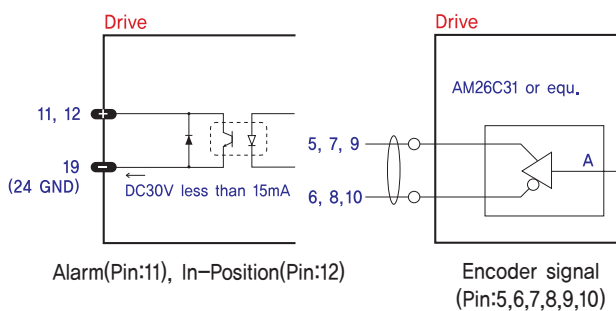 Drive
11, 12
+
19
(24 GND)
−
DC30V less than 15mA
Alarm(Pin:11), In-Position(Pin:12)
Drive
AM26C31 or equ.
5, 7, 9
A
6, 8,10
Encoder signal
(Pin:5,6,7,8,9,10)